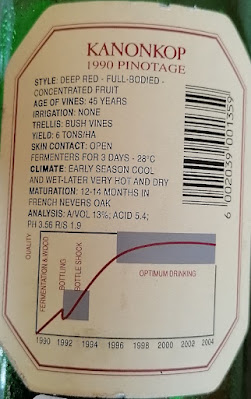 KANONKOP
1990 PINOTAGE
STYLE: DEEP RED - FULL-BODIED -
CONCENTRATED FRUIT
AGE OF VINES: 45 YEARS
IRRIGATION: NONE
TRELLIS: BUSH VINES
YIELD: 6 TONS/HA
SKIN CONTACT: OPEN
FERMENTERS FOR 3 DAYS - 28°C
CLIMATE: EARLY SEASON COOL
AND WET-LATER VERY HOT AND DRY
MATURATION: 12-14 MONTHS IN
FRENCH NEVERS OAK
ANALYSIS: A/VOL 13%; ACID 5.4;
PH 3.56 R/S 1.9
6 002039 001359
QUALITY
FERMENTATION & WOOD
BOTTLING
BOTTLE SHOCK
OPTIMUM DRINKING
1990 1992 1994 1996 1998 2000 2002 2004